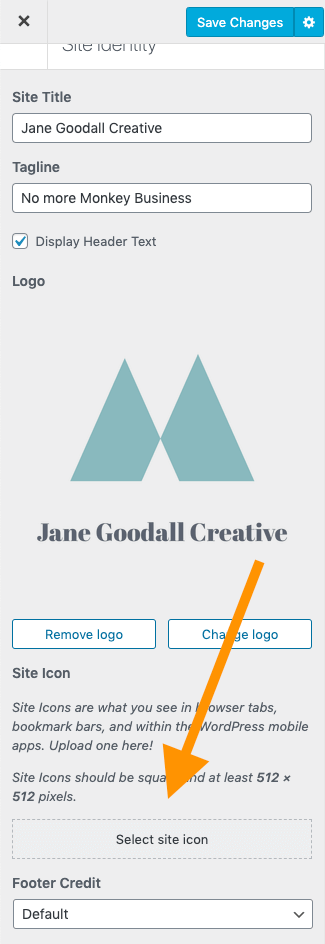 Save Changes
Site Identity
Site Title
Jane Goodall Creative
Tagline
No more Monkey Business
Display Header Text
Logo
Jane Goodall Creative
Remove logo
Change logo
Site Icon
Site Icons are what you see in browser tabs,
bookmark bars, and within the WordPress mobile
apps. Upload one here!
Site Icons should be square and at least 512 ×
512 pixels.
Select site icon
Footer Credit
Default